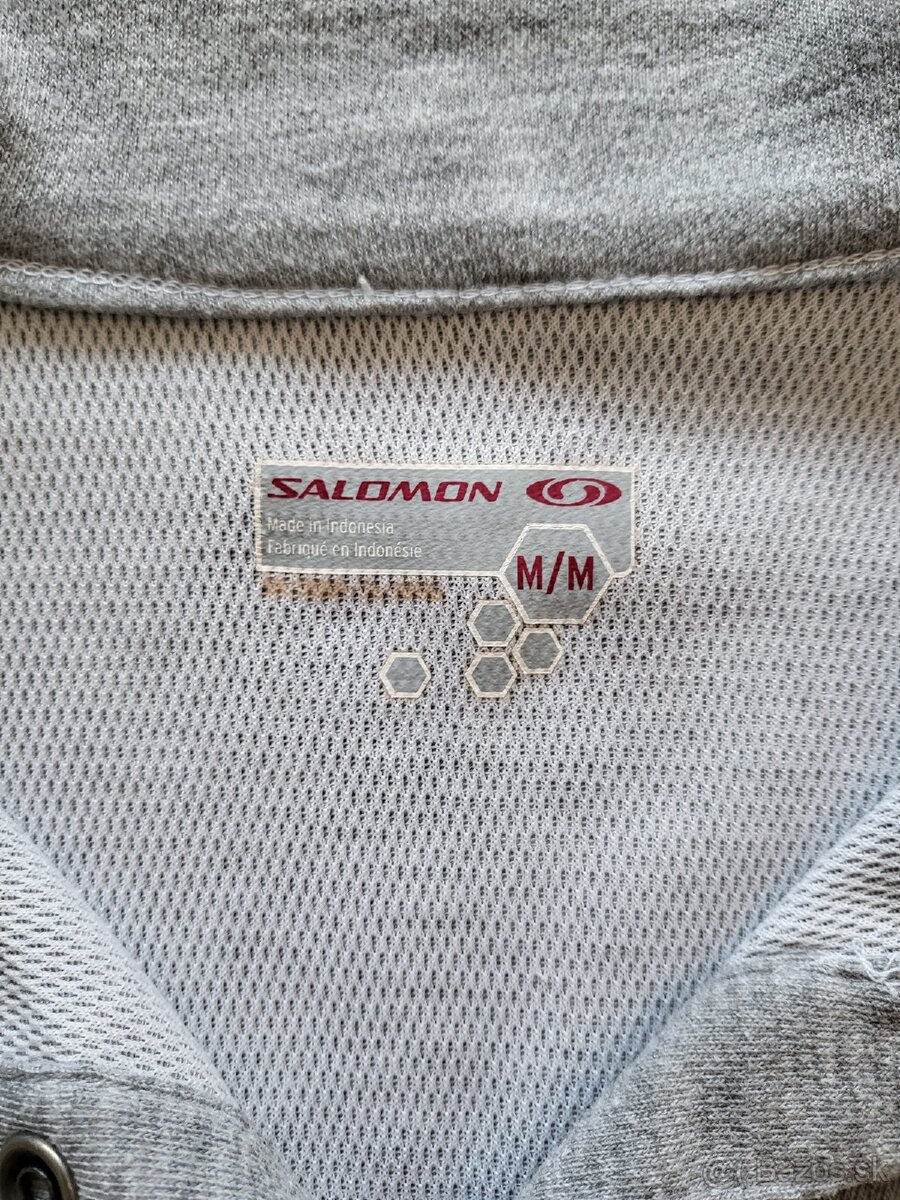 SALOMON
Made in Indonesia
Fabriqué en Indonésie
M/M